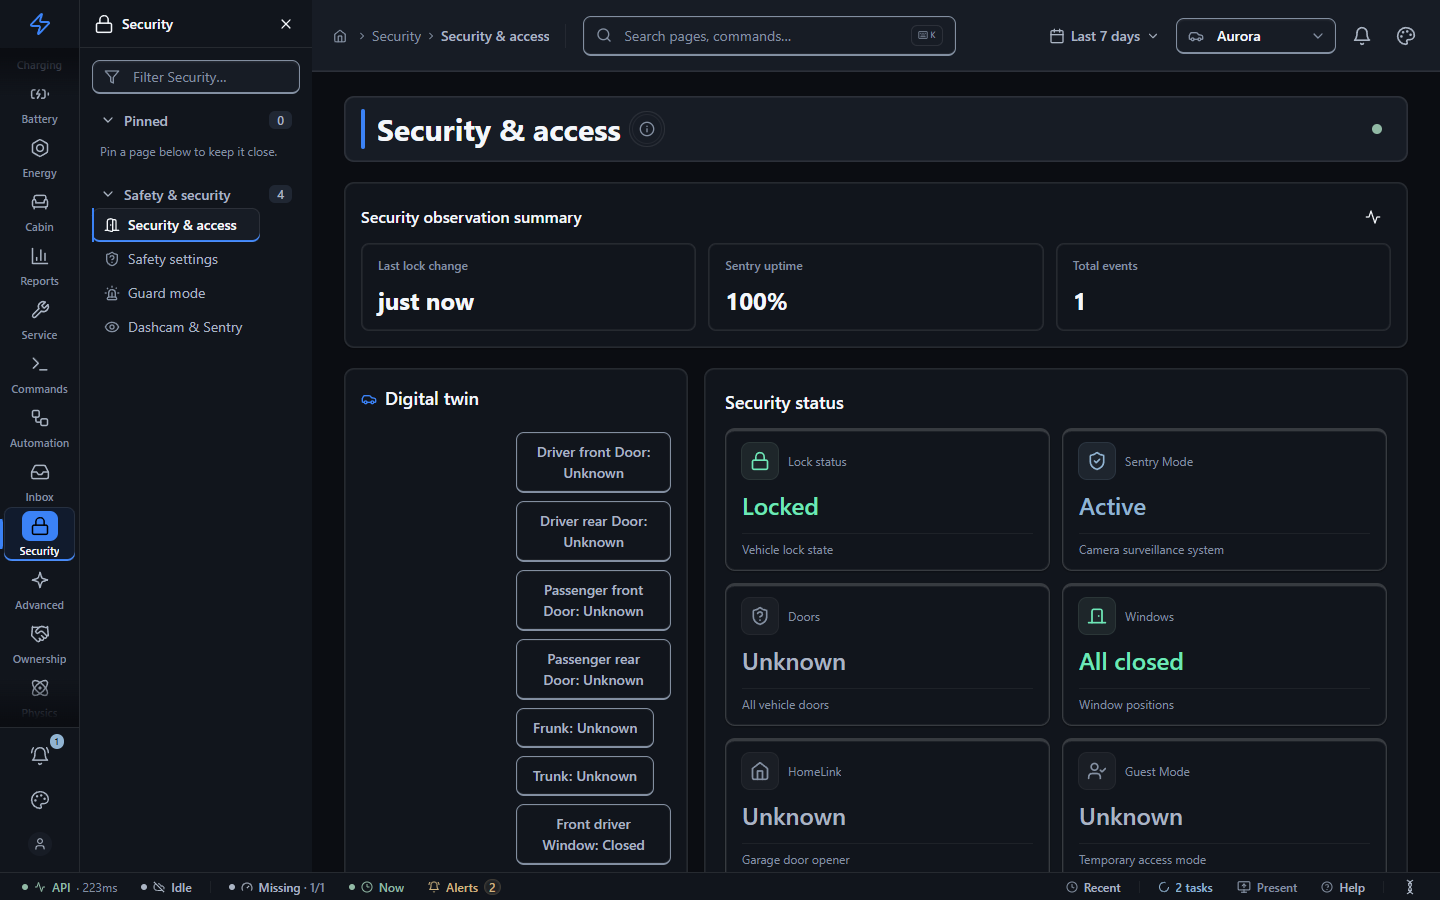 Security
Security
Security & access
Search pages, commands...
K
Last 7 days
Aurora
Charging
Battery
Energy
Cabin
Reports
Service
Commands
Automation
Inbox
Security
Advanced
Ownership
Physics
1
Filter Security...
Pinned
0
Pin a page below to keep it close.
Safety & security
4
Security & access
Safety settings
Guard mode
Dashcam & Sentry
Security & access
Security observation summary
Last lock change
just now
Sentry uptime
100%
Total events
1
Digital twin
Driver front Door:
Unknown
Driver rear Door:
Unknown
Passenger front
Door: Unknown
Passenger rear
Door: Unknown
Frunk: Unknown
Trunk: Unknown
Front driver
Window: Closed
Security status
Lock status
Locked
Vehicle lock state
Sentry Mode
Active
Camera surveillance system
Doors
Unknown
All vehicle doors
Windows
All closed
Window positions
HomeLink
Unknown
Garage door opener
Guest Mode
Unknown
Temporary access mode
API · 223ms
Idle
Missing · 1/1
Now
Alerts 2
Recent
2 tasks
Present
Help